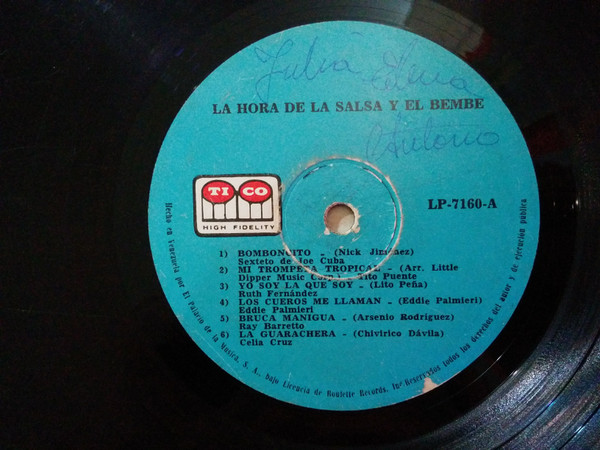 Julia Elena
LA HORA DE LA SALSA Y EL BEMBE
Antonio
TICO
HIGH FIDELITY
LP-7160-A
1) BOMBONCITO - (Nick Jiménez)
Sexteto de Joe Cuba
2) MI TROMPETA TROPICAL - (Arr. Little
Dipper Music Tito Puente
3) YO SOY LA QUE SOY - (Lito Peña)
Ruth Fernández
4) LOS CUEROS ME LLAMAN - (Eddie Palmieri)
Eddie Palmieri
5) BRUCA MANIGUA - (Arsenio Rodríguez)
Ray Barretto
6) LA GUARACHERA - (Chivirico Dávila)
Celia Cruz
Hecho en Venezuela por El Palacio de la Música, S. A. bajo Licencia de Roulette Records, Inc. Reservados todos los derechos del autor y de ejecución pública